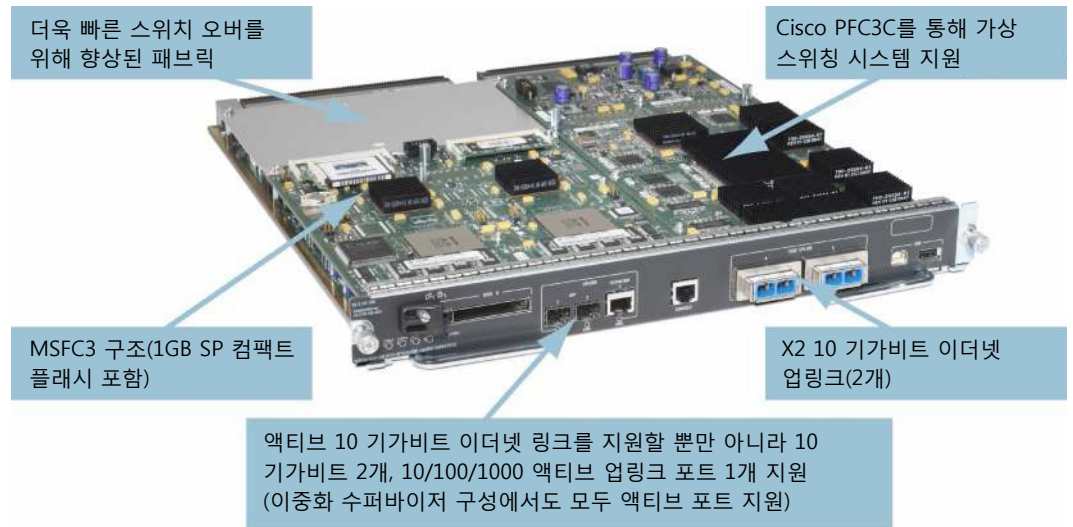 더욱 빠른 스위치 오버를
위해 향상된 패브릭
Cisco PFC3C를 통해 가상
스위칭 시스템 지원
MSFC3 구조(1GB SP 컴팩트
플래시 포함)
X2 10 기가비트 이더넷
업링크(2개)
액티브 10 기가비트 이더넷 링크를 지원할 뿐만 아니라 10
기가비트 2개, 10/100/1000 액티브 업링크 포트 1개 지원
(이중화 수퍼바이저 구성에서도 모두 액티브 포트 지원)
CONSOLE